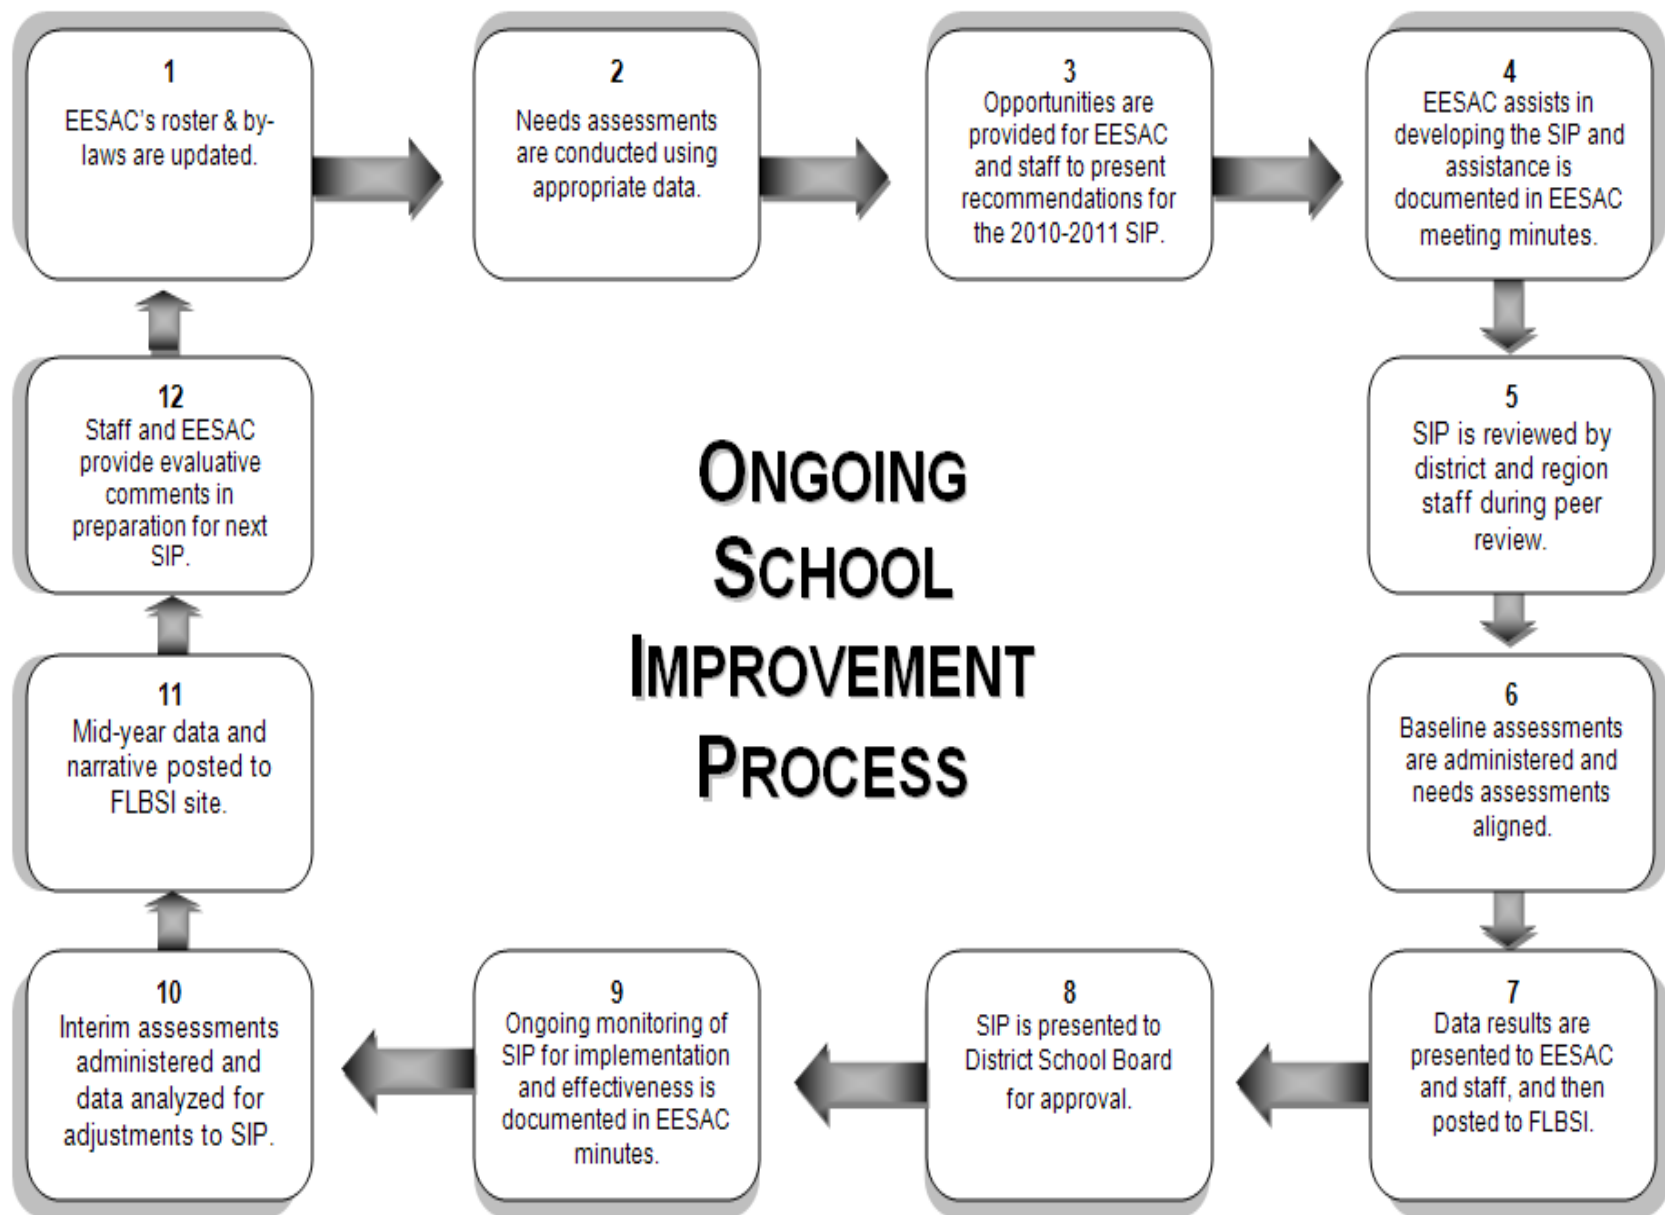 1
EESAC's roster & by-
laws are updated.
2
Needs assessments
are conducted using
appropriate data.
3
Opportunities are
provided for EESAC
and staff to present
recommendations for
the 2010-2011 SIP.
4
EESAC assists in
developing the SIP and
assistance is
documented in EESAC
meeting minutes.
5
SIP is reviewed by
district and region
staff during peer
review.
6
Baseline assessments
are administered and
needs assessments
aligned.
7
Data results are
presented to EESAC
and staff, and then
posted to FLBSI.
8
SIP is presented to
District School Board
for approval.
9
Ongoing monitoring of
SIP for implementation
and effectiveness is
documented in EESAC
minutes.
10
Interim assessments
administered and
data analyzed for
adjustments to SIP.
11
Mid-year data and
narrative posted to
FLBSI site.
12
Staff and EESAC
provide evaluative
comments in
preparation for next
SIP.
ONGOING
SCHOOL
IMPROVEMENT
PROCESS